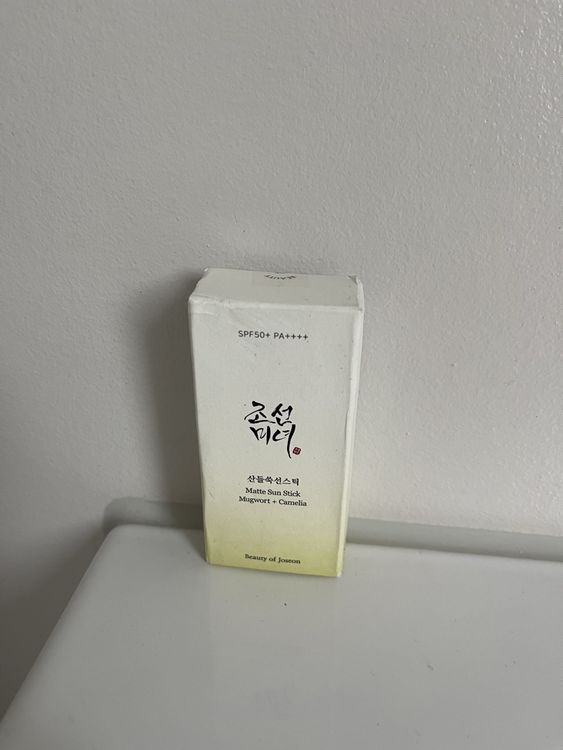 SPF50+ PA++++
조선
미녀
산들쑥선스틱
Matte Sun Stick
Mugwort + Camelia
Beauty of Joseon